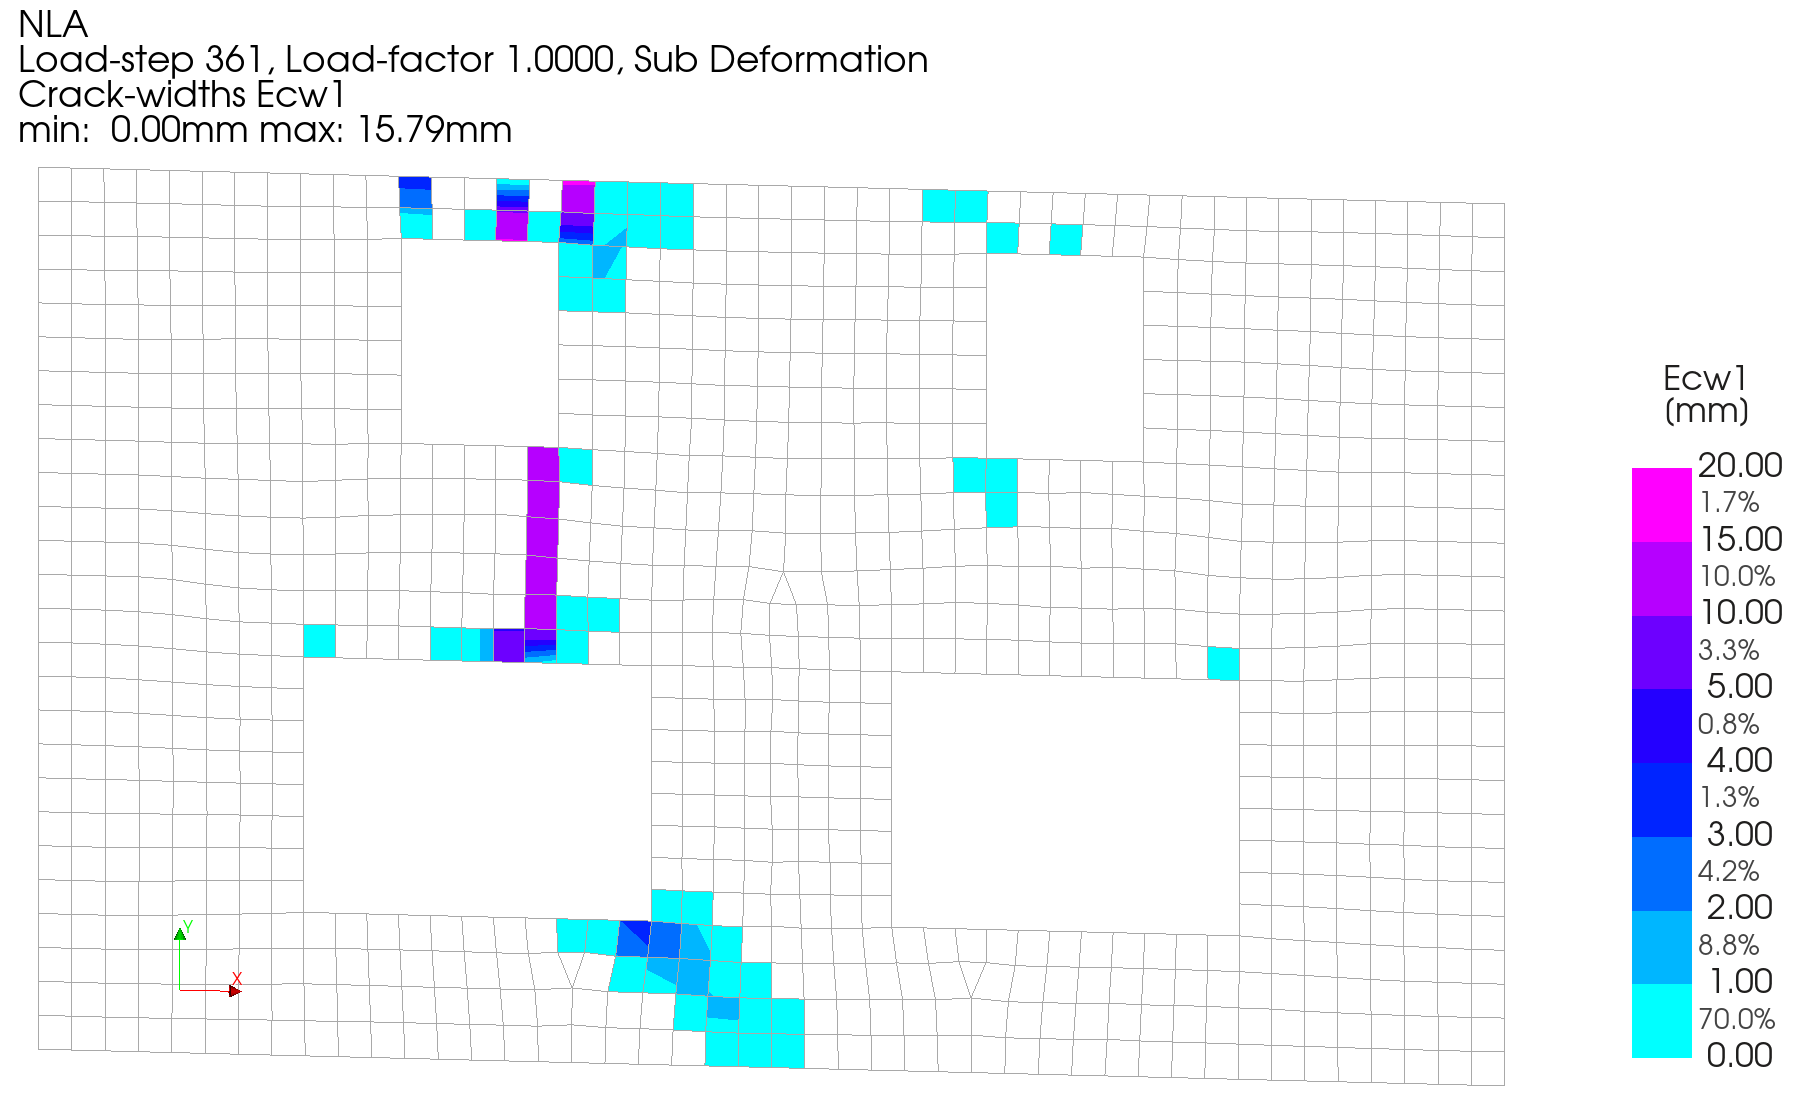 NLA
Load-step 361, Load-factor 1.0000, Sub Deformation
Crack-widths Ecw1
min: 0.00mm max: 15.79mm
Ecw1
(mm)
20.00
1.7%
15.00
10.0%
10.00
3.3%
5.00
0.8%
4.00
1.3%
3.00
4.2%
2.00
8.8%
1.00
70.0%
0.00
Y
X